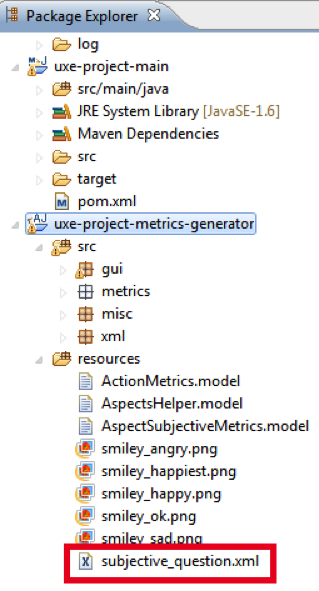 Package Explorer
log
uxe-project-main
src/main/java
JRE System Library [JavaSE-1.6]
Maven Dependencies
src
target
pom.xml
uxe-project-metrics-generator
src
gui
metrics
misc
xml
resources
ActionMetrics.model
AspectsHelper.model
AspectSubjectiveMetrics.model
smiley_angry.png
smiley_happiest.png
smiley_happy.png
smiley_ok.png
smiley_sad.png
subjective_question.xml